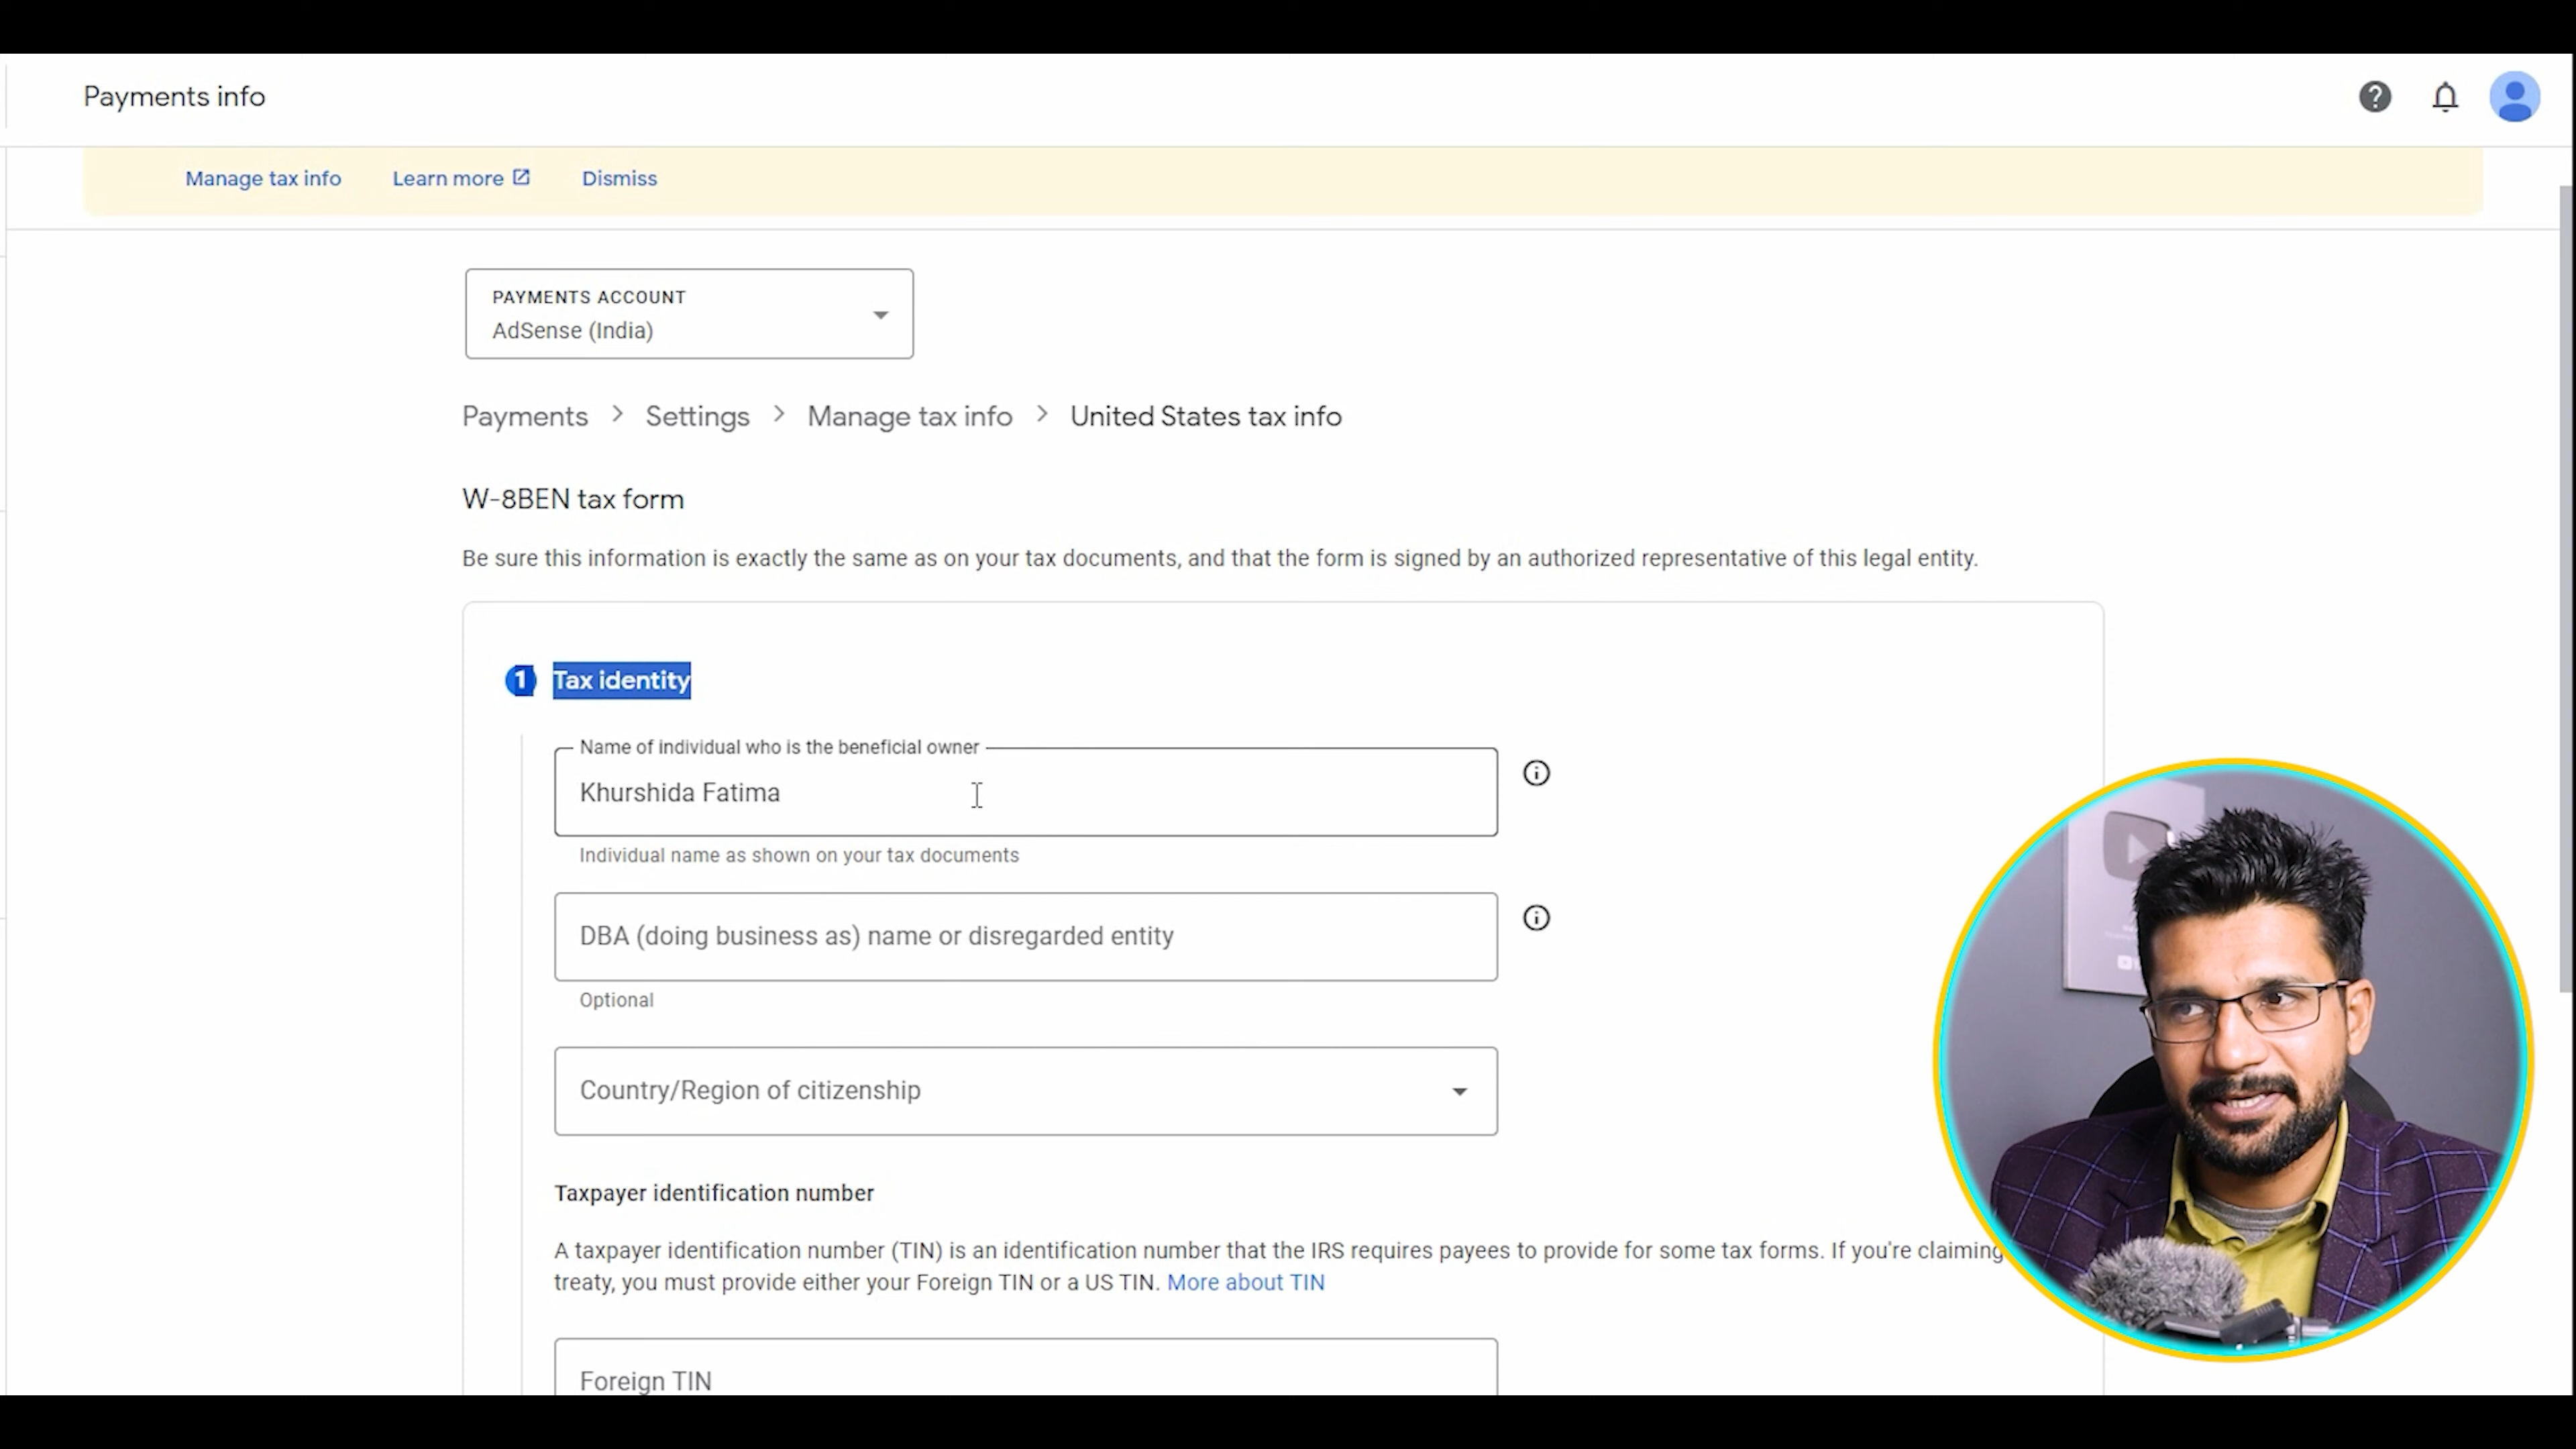 Payments info
Manage tax info Learn more Dismiss
PAYMENTS ACCOUNT
AdSense (India)
Payments > Settings > Manage tax info > United States tax info
W-8BEN tax form
Be sure this information is exactly the same as on your tax documents, and that the form is signed by an authorized representative of this legal entity.
1 Tax identity
Name of individual who is the beneficial owner
Khurshida Fatima
Individual name as shown on your tax documents
DBA (doing business as) name or disregarded entity
Optional
Country/Region of citizenship
Taxpayer identification number
A taxpayer identification number (TIN) is an identification number that the IRS requires payees to provide for some tax forms. If you're claiming
treaty, you must provide either your Foreign TIN or a US TIN. More about TIN
Foreign TIN